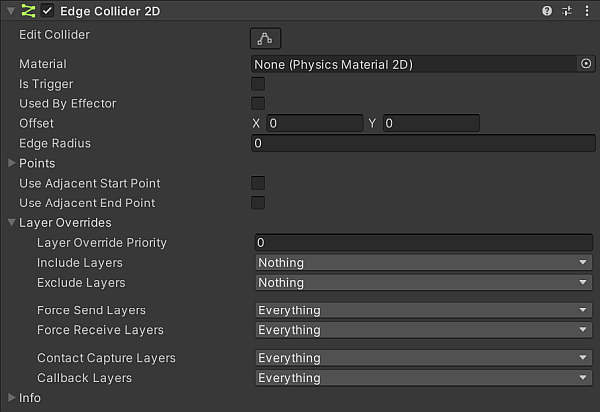 Edge Collider 2D
Edit Collider
Material None (Physics Material 2D)
Is Trigger
Used By Effector
Offset X 0 Y 0
Edge Radius 0
Points
Use Adjacent Start Point
Use Adjacent End Point
Layer Overrides
Layer Override Priority 0
Include Layers Nothing
Exclude Layers Nothing
Force Send Layers Everything
Force Receive Layers Everything
Contact Capture Layers Everything
Callback Layers Everything
Info